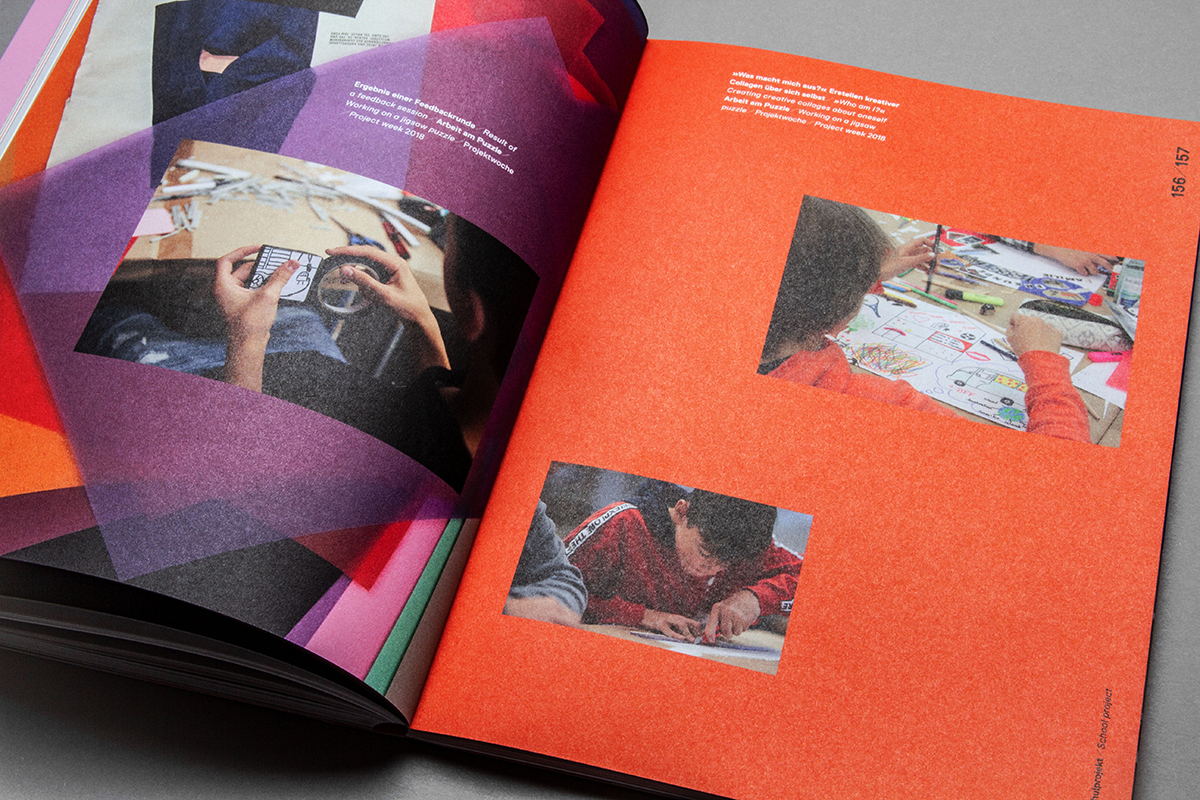 Ergebnis einer Feedbackrunde / Result of
a feedback session / Arbeit am Puzzle /
Working on a jigsaw puzzle / Projektwoche
Project week 2018
»Was macht mich aus?« Erstellen kreativer
Collagen über sich selbst / »Who am I?«
Creating creative collages about oneself
Arbeit am Puzzle / Working on a jigsaw
puzzle / Projektwoche / Project week 2018
156 / 157
ulprojekt / School project